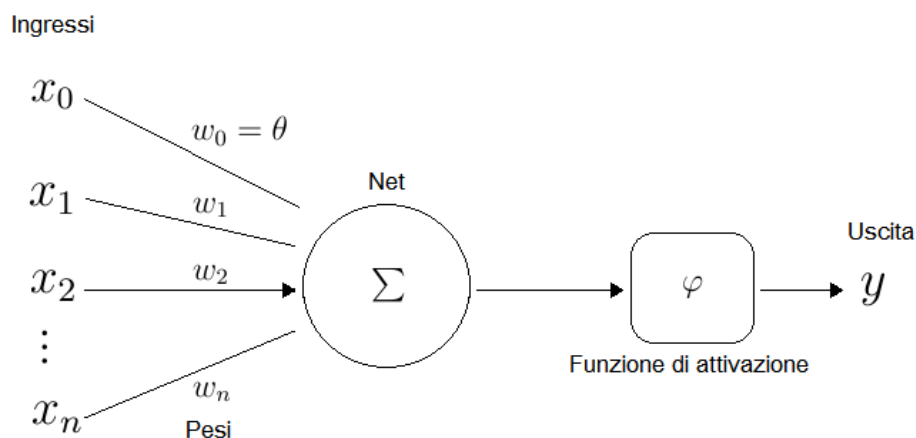 Ingressi
x₀
w₀ = θ
x₁
w₁
Net
x₂
w₂
Σ
φ
Uscita
y
⋮
xₙ
wₙ
Pesi
Funzione di attivazione